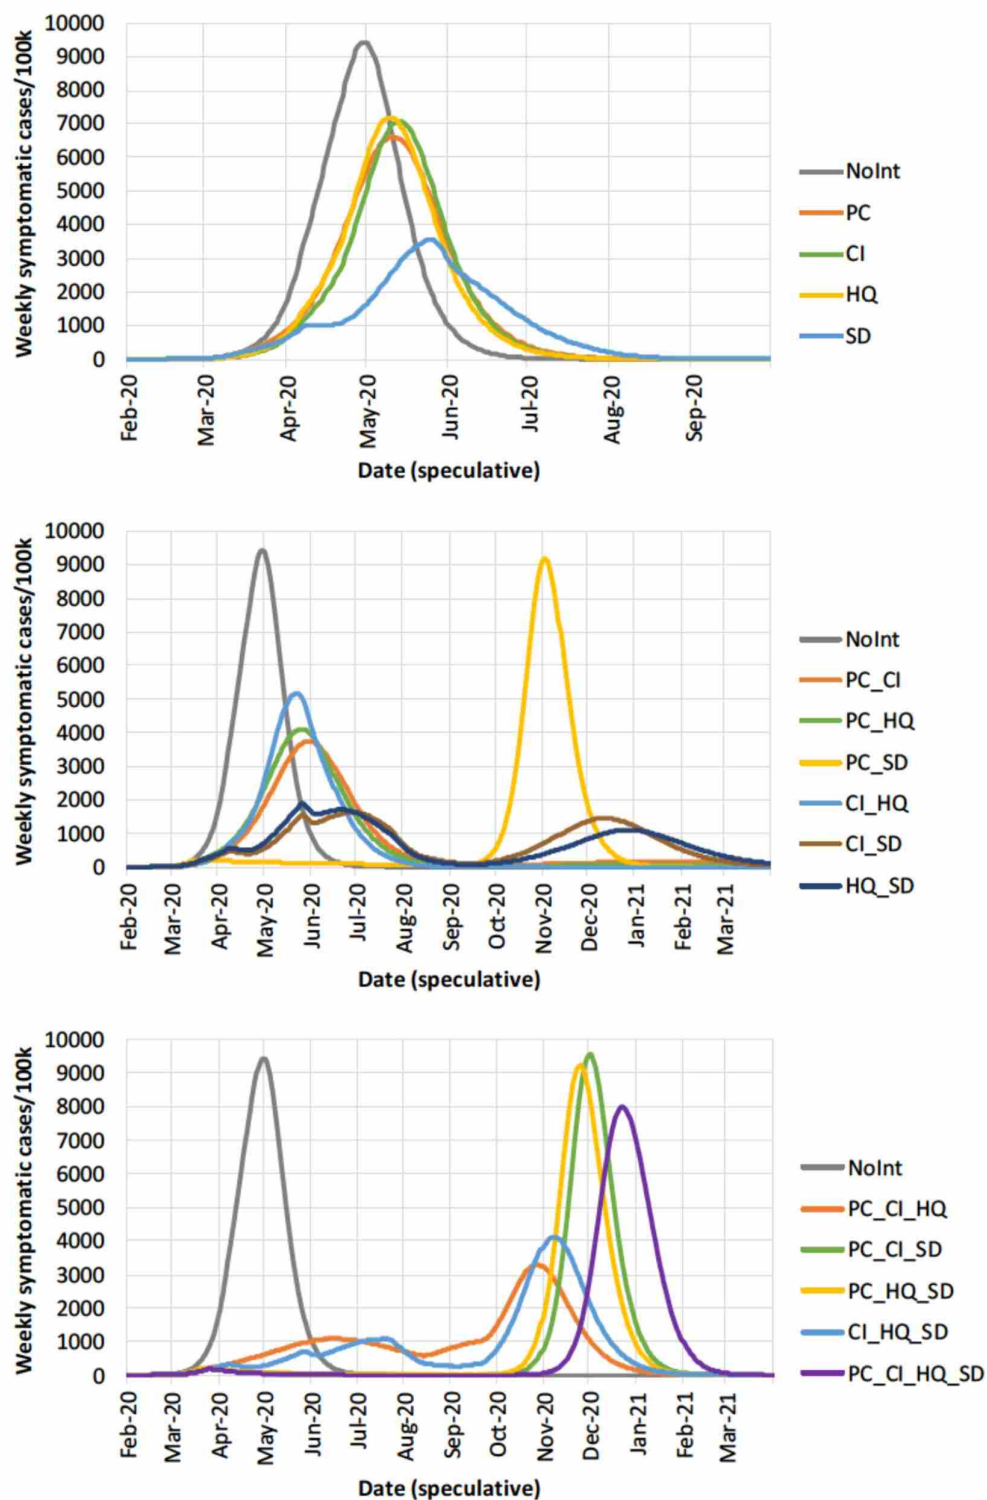 Weekly symptomatic cases/100k
10000
9000
8000
7000
6000
5000
4000
3000
2000
1000
0
Feb-20
Mar-20
Apr-20
May-20
Jun-20
Jul-20
Aug-20
Sep-20
Date (speculative)
NoInt
PC
CI
HQ
SD
Weekly symptomatic cases/100k
10000
9000
8000
7000
6000
5000
4000
3000
2000
1000
0
Feb-20
Mar-20
Apr-20
May-20
Jun-20
Jul-20
Aug-20
Sep-20
Oct-20
Nov-20
Dec-20
Jan-21
Feb-21
Mar-21
Date (speculative)
NoInt
PC_CI
PC_HQ
PC_SD
CI_HQ
CI_SD
HQ_SD
Weekly symptomatic cases/100k
10000
9000
8000
7000
6000
5000
4000
3000
2000
1000
0
Feb-20
Mar-20
Apr-20
May-20
Jun-20
Jul-20
Aug-20
Sep-20
Oct-20
Nov-20
Dec-20
Jan-21
Feb-21
Mar-21
Date (speculative)
NoInt
PC_CI_HQ
PC_CI_SD
PC_HQ_SD
CI_HQ_SD
PC_CI_HQ_SD